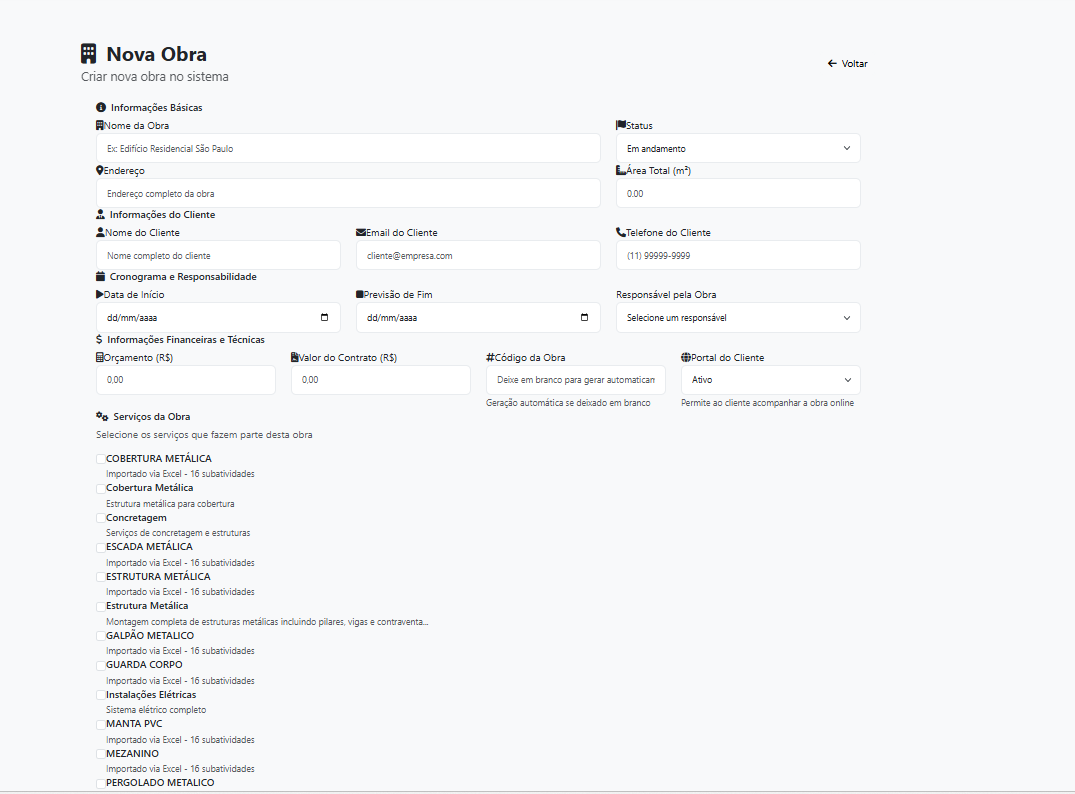 Nova Obra
Criar nova obra no sistema
Voltar
Informações Básicas
Nome da Obra
Status
Ex: Edifício Residencial São Paulo
Em andamento
Endereço
Área Total (m²)
Endereço completo da obra
0.00
Informações do Cliente
Nome do Cliente
Email do Cliente
Telefone do Cliente
Nome completo do cliente
cliente@empresa.com
(11) 99999-9999
Cronograma e Responsabilidade
Data de Início
Previsão de Fim
Responsável pela Obra
dd/mm/aaaa
dd/mm/aaaa
Selecione um responsável
Informações Financeiras e Técnicas
Orçamento (R$)
Valor do Contrato (R$)
Código da Obra
Portal do Cliente
0,00
0,00
Deixe em branco para gerar automatican
Ativo
Geração automática se deixado em branco
Permite ao cliente acompanhar a obra online
Serviços da Obra
Selecione os serviços que fazem parte desta obra
COBERTURA METÁLICA
Importado via Excel - 16 subatividades
Cobertura Metálica
Estrutura metálica para cobertura
Concretagem
Serviços de concretagem e estruturas
ESCADA METÁLICA
Importado via Excel - 16 subatividades
ESTRUTURA METÁLICA
Importado via Excel - 16 subatividades
Estrutura Metálica
Montagem completa de estruturas metálicas incluindo pilares, vigas e contraventa...
GALPÃO METALICO
Importado via Excel - 16 subatividades
GUARDA CORPO
Importado via Excel - 16 subatividades
Instalações Elétricas
Sistema elétrico completo
MANTA PVC
Importado via Excel - 16 subatividades
MEZANINO
Importado via Excel - 16 subatividades
PERGOLADO METALICO